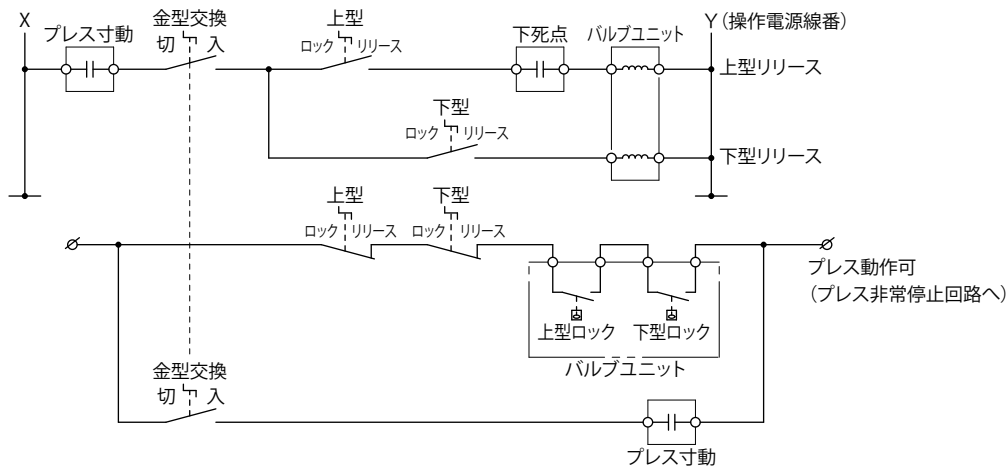 X
プレス寸動
金型交換
切 入
上型
ロック リリース
下死点
バルブユニット
Y(操作電源線番)
上型リリース
下型
ロック リリース
下型リリース
上型
ロック リリース
下型
ロック リリース
プレス動作可
(プレス非常停止回路へ)
上型ロック
下型ロック
バルブユニット
金型交換
切 入
プレス寸動